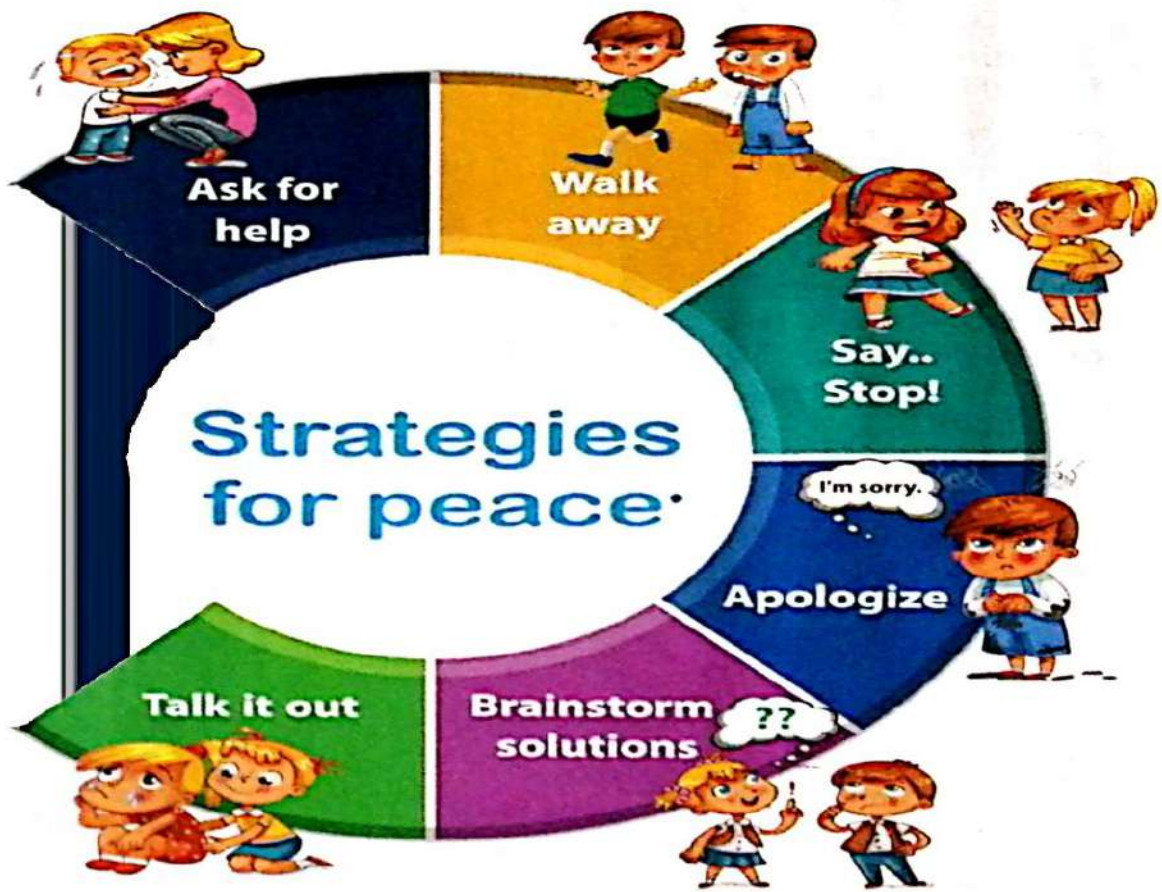 Ask for
help
Walk
away
Say..
Stop!
Strategies
for peace
I'm sorry.
Apologize
Talk it out
Brainstorm
solutions
??